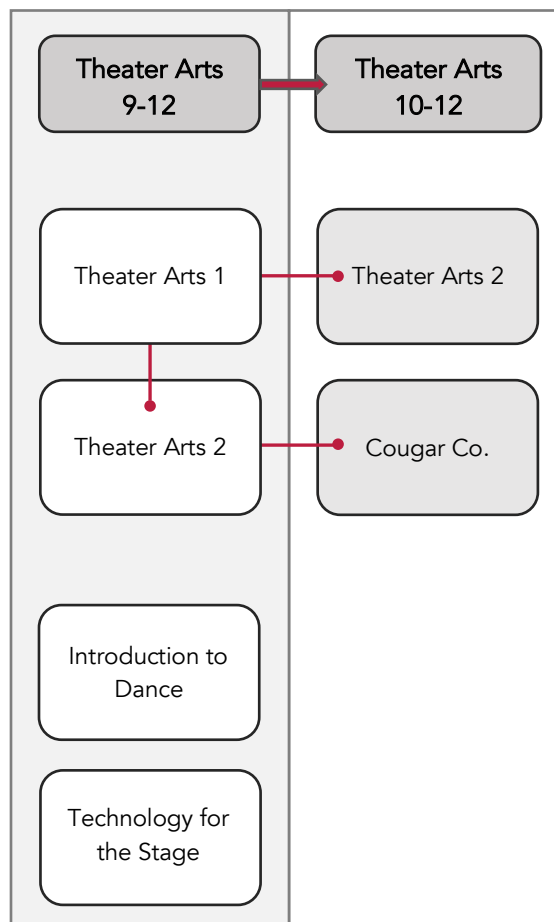 Theater Arts
9-12
Theater Arts
10-12
Theater Arts 1
Theater Arts 2
Theater Arts 2
Cougar Co.
Introduction to
Dance
Technology for
the Stage